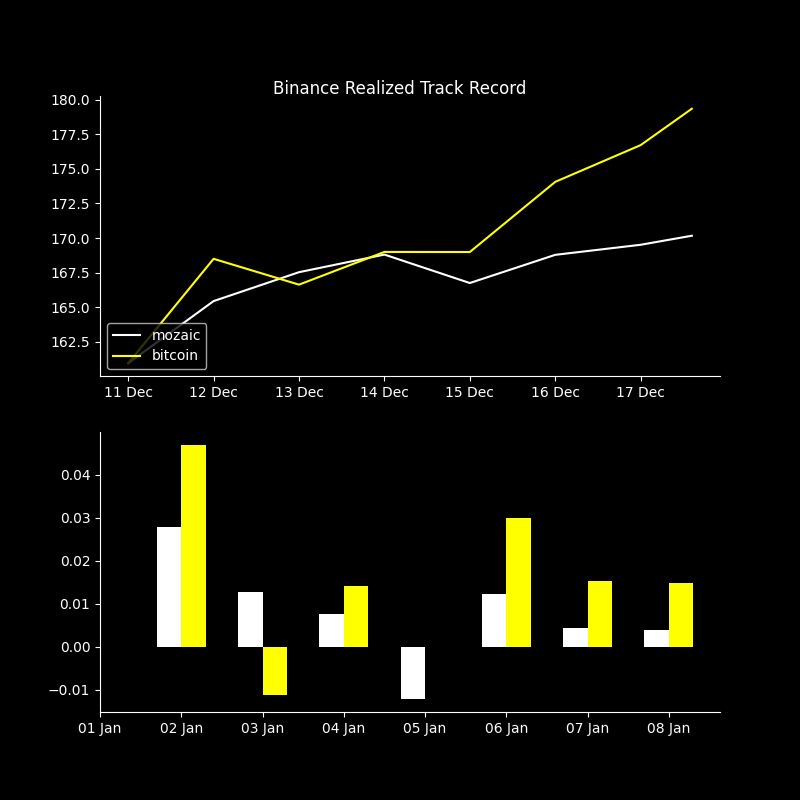 Binance Realized Track Record
180.0
177.5
175.0
172.5
170.0
167.5
165.0
162.5
mozaic
bitcoin
11 Dec 12 Dec 13 Dec 14 Dec 15 Dec 16 Dec 17 Dec
0.04
0.03
0.02
0.01
0.00
−0.01
01 Jan 02 Jan 03 Jan 04 Jan 05 Jan 06 Jan 07 Jan 08 Jan